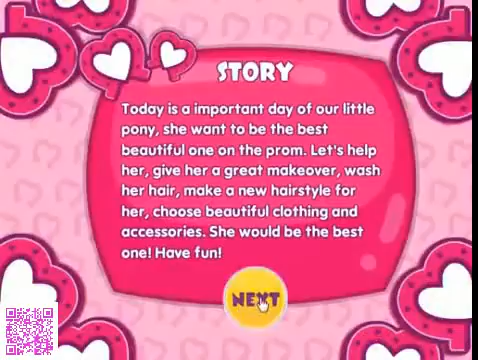 STORY
Today is a important day of our little
pony, she want to be the best
beautiful one on the prom. Let's help
her, give her a great makeover, wash
her hair, make a new hairstyle for
her, choose beautiful clothing and
accessories. She would be the best
one! Have fun!
NEXT